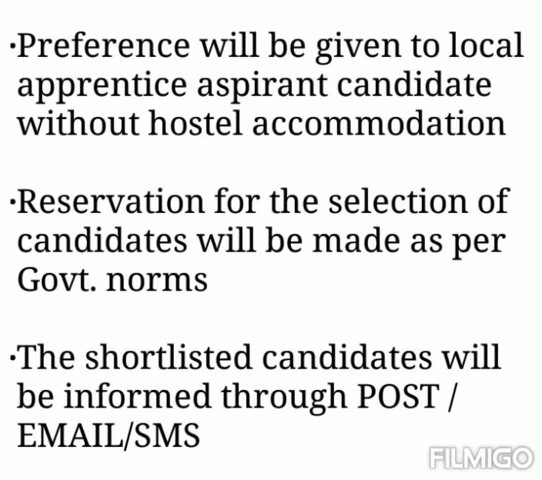 ·Preference will be given to local
apprentice aspirant candidate
without hostel accommodation
·Reservation for the selection of
candidates will be made as per
Govt. norms
·The shortlisted candidates will
be informed through POST /
EMAIL/SMS
FILMIGO